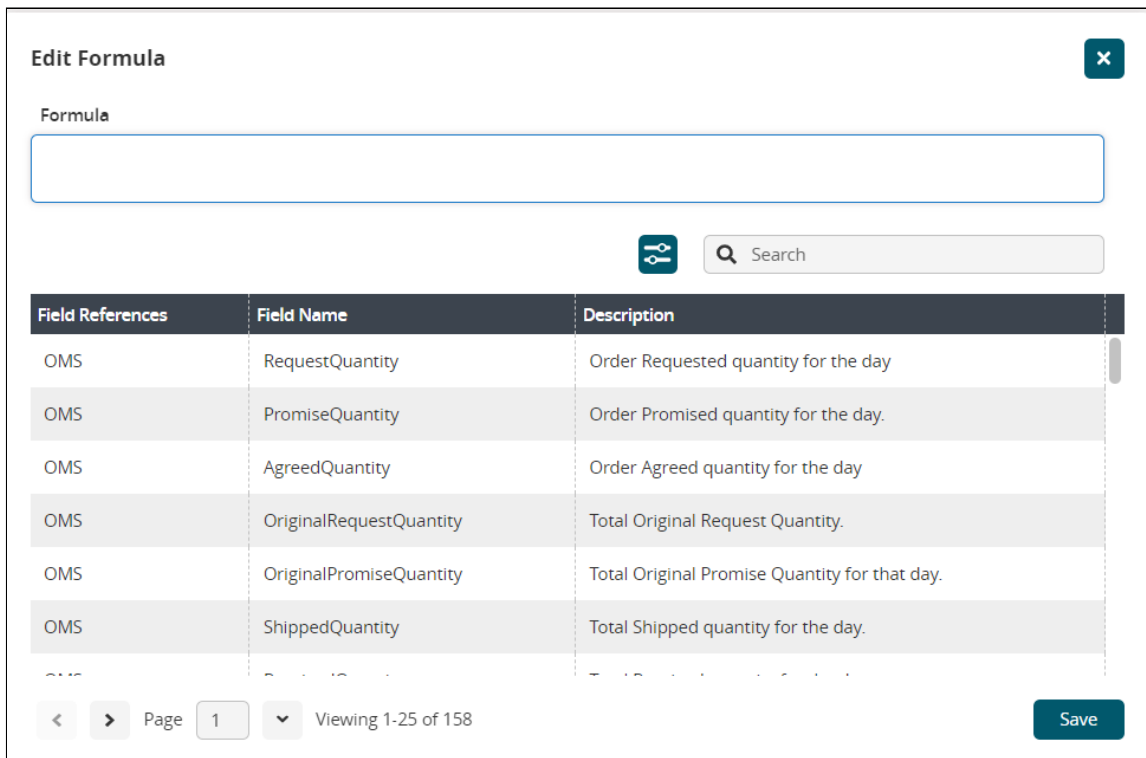 Edit Formula
Formula
Search
Field References Field Name Description
OMS RequestQuantity Order Requested quantity for the day
OMS PromiseQuantity Order Promised quantity for the day.
OMS AgreedQuantity Order Agreed quantity for the day
OMS OriginalRequestQuantity Total Original Request Quantity.
OMS OriginalPromiseQuantity Total Original Promise Quantity for that day.
OMS ShippedQuantity Total Shipped quantity for the day.
Page 1 Viewing 1-25 of 158 Save